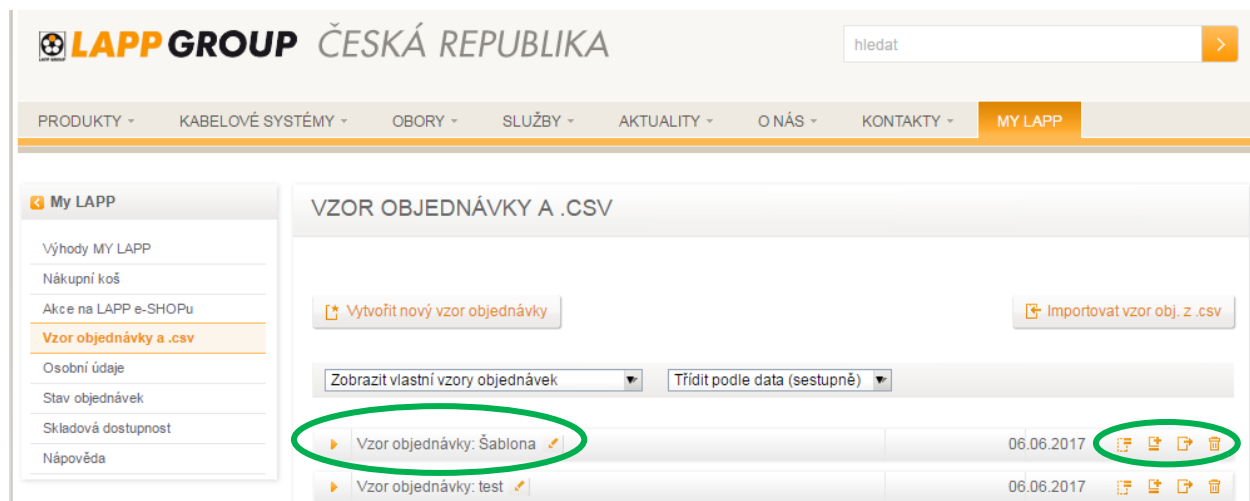 LAPP GROUP ČESKÁ REPUBLIKA
hledat
PRODUKTY KABELOVÉ SYSTÉMY OBORY SLUŽBY AKTUALITY O NÁS KONTAKTY MY LAPP
My LAPP
Výhody MY LAPP
Nákupní koš
Akce na LAPP e-SHOPu
Vzor objednávky a .csv
Osobní údaje
Stav objednávek
Skladová dostupnost
Nápověda
VZOR OBJEDNÁVKY A .CSV
Vytvořit nový vzor objednávky
Importovat vzor obj. z .csv
Zobrazit vlastní vzory objednávek
Třídit podle data (sestupně)
Vzor objednávky: Šablona 06.06.2017
Vzor objednávky: test 06.06.2017